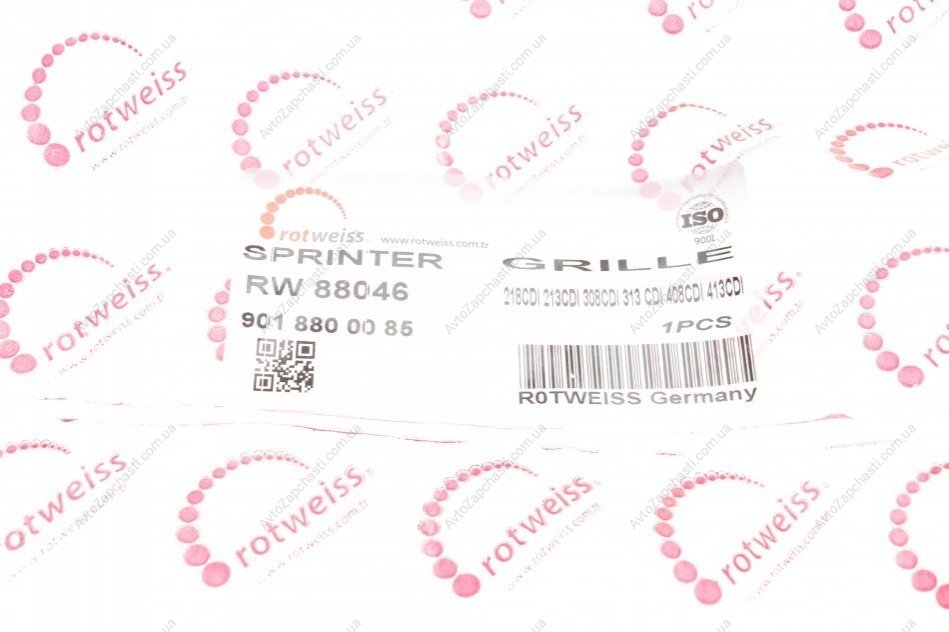 rotweiss. www.rotweiss.com.tr
ISO
9001
SPRINTER
GRILLE
RW 88046
218CDI 213CDI 308CDI 313 CDI 408CDI 413CDI
901 880 00 85
1PCS
R0TWEISS Germany
rotweiss
www.rotweiss.com.tr
AvtoZapchasti.com.ua